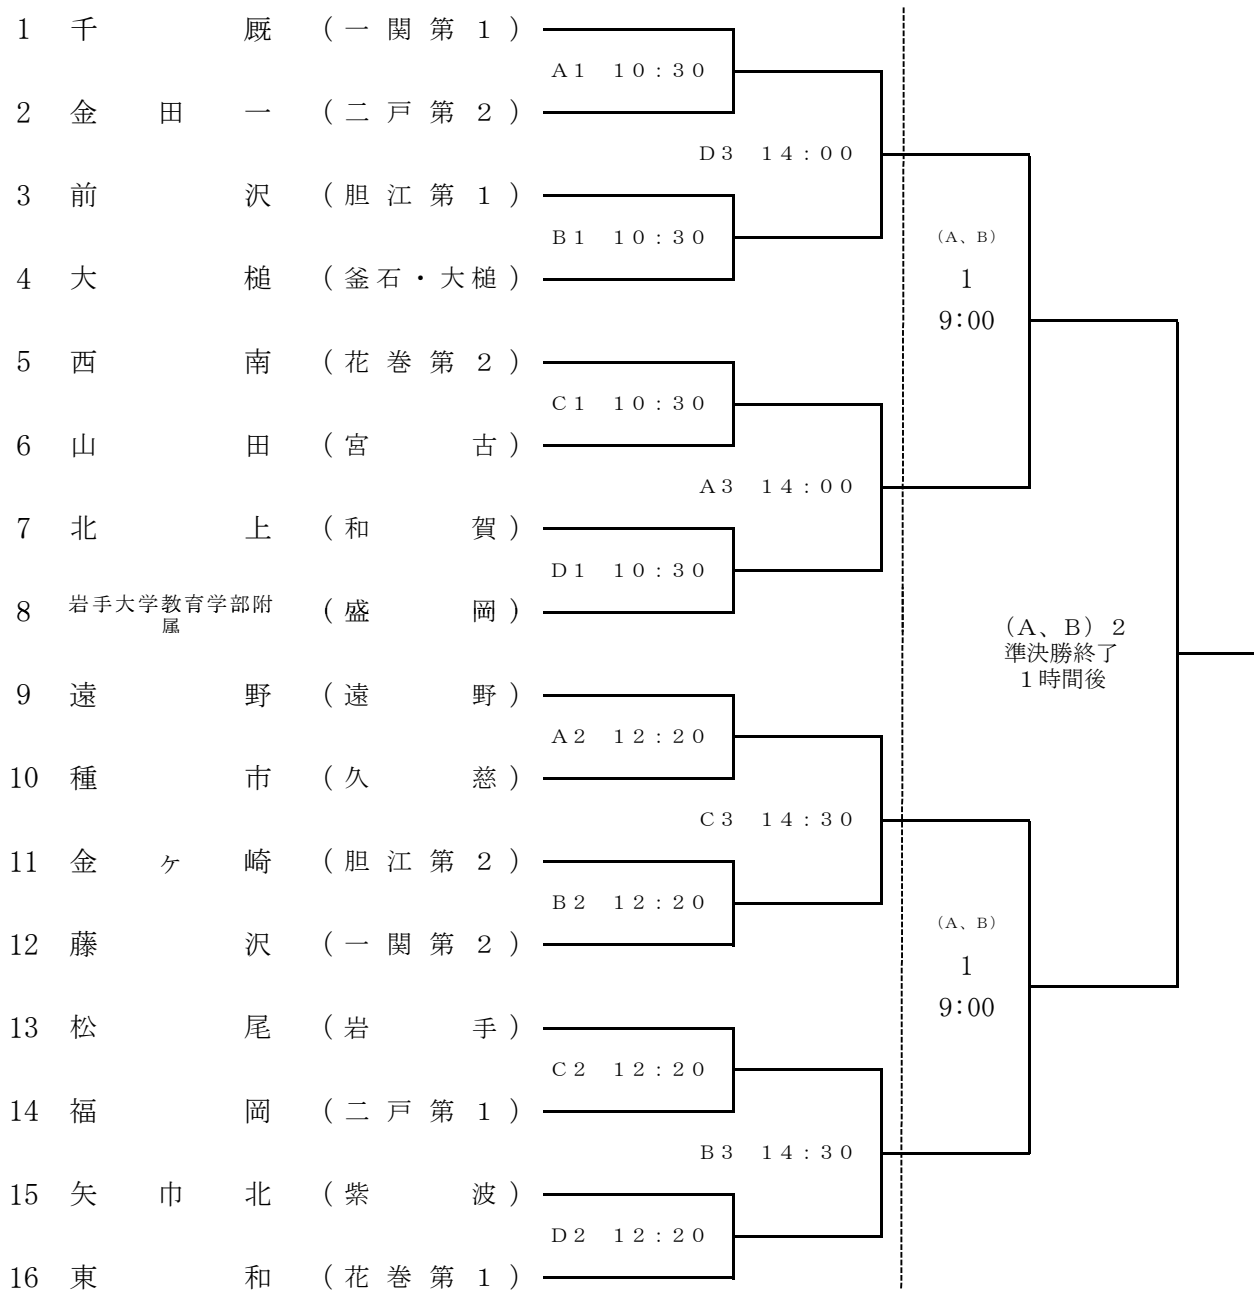 1 千厩 (一関第1)
A1 10:30
2 金田一 (二戸第2)
D3 14:00
3 前沢 (胆江第1)
B1 10:30
(A、B)
4 大槌 (釜石・大槌)
1
9:00
5 西南 (花巻第2)
C1 10:30
6 山田 (宮古)
A3 14:00
7 北上 (和賀)
D1 10:30
8 岩手大学教育学部附
属 (盛岡)
(A、B)2
準決勝終了
1時間後
9 遠野 (遠野)
A2 12:20
10 種市 (久慈)
C3 14:30
11 金ヶ崎 (胆江第2)
B2 12:20
(A、B)
12 藤沢 (一関第2)
1
9:00
13 松尾 (岩手)
C2 12:20
14 福岡 (二戸第1)
B3 14:30
15 矢巾北 (紫波)
D2 12:20
16 東和 (花巻第1)